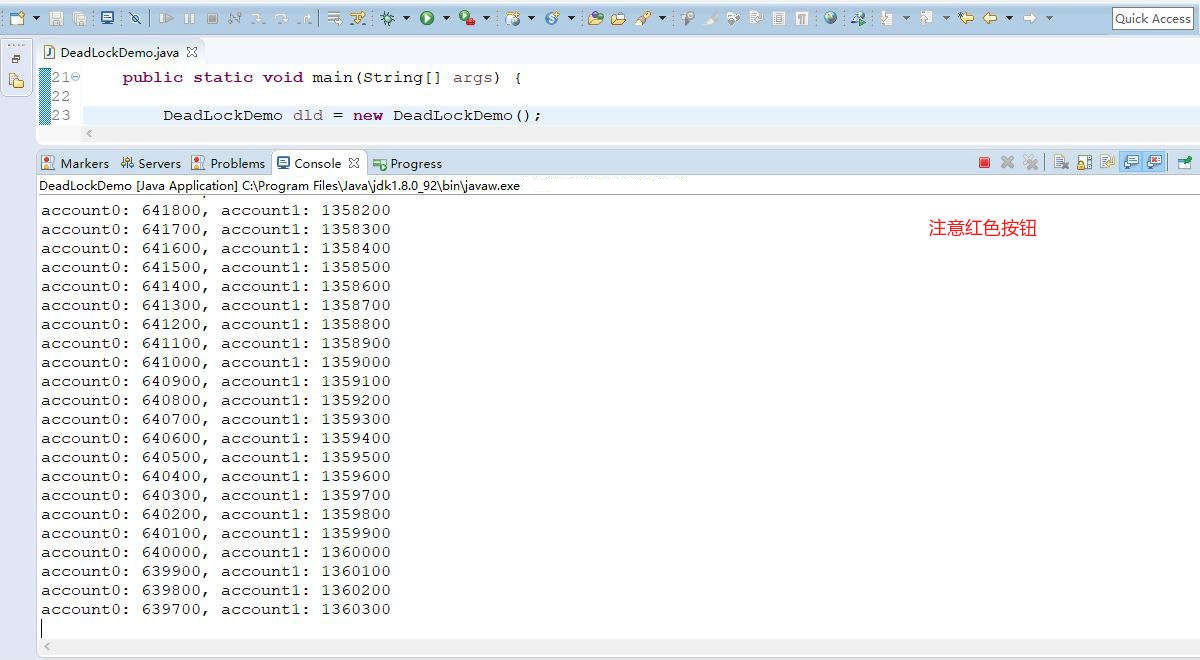 Quick Access
DeadLockDemo.java
21 public static void main(String[] args) {
22
23 DeadLockDemo dld = new DeadLockDemo();
Markers Servers Problems Console Progress
DeadLockDemo [Java Application] C:\Program Files\Java\jdk1.8.0_92\bin\javaw.exe
account0: 641800, account1: 1358200
注意红色按钮
account0: 641700, account1: 1358300
account0: 641600, account1: 1358400
account0: 641500, account1: 1358500
account0: 641400, account1: 1358600
account0: 641300, account1: 1358700
account0: 641200, account1: 1358800
account0: 641100, account1: 1358900
account0: 641000, account1: 1359000
account0: 640900, account1: 1359100
account0: 640800, account1: 1359200
account0: 640700, account1: 1359300
account0: 640600, account1: 1359400
account0: 640500, account1: 1359500
account0: 640400, account1: 1359600
account0: 640300, account1: 1359700
account0: 640200, account1: 1359800
account0: 640100, account1: 1359900
account0: 640000, account1: 1360000
account0: 639900, account1: 1360100
account0: 639800, account1: 1360200
account0: 639700, account1: 1360300